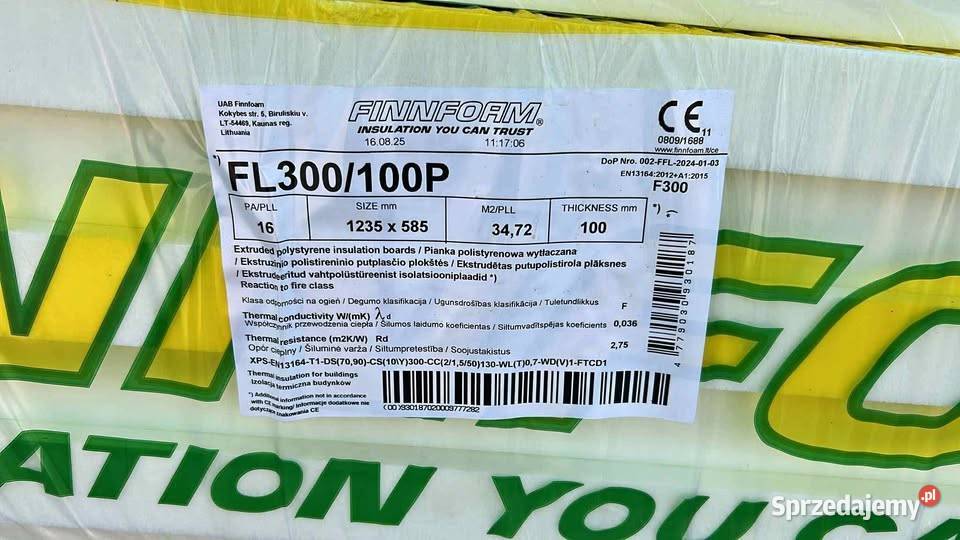 UAB Finnfoam
Kokybes str. 5, Biruliskiu v.
LT-54469, Kaunas reg.
Lithuania
FINNFOAM®
INSULATION YOU CAN TRUST
16.08.25 11:17:06
CE 11
0809/1688
www.finnfoam.lt/ce
*)
FL300/100P
DoP Nro. 002-FFL-2024-01-03
EN13164:2012+A1:2015
F300
PA/PLL SIZE mm M2/PLL THICKNESS mm
16 1235 x 585 34,72 100
*) *)
Extruded polystyrene insulation boards / Pianka polistyrenowa wytłaczana
/ Ekstruzinio polistireninio putplasčio plokštės / Ekstrudētas putupolistirola plāksnes
/ Ekstrudeeritud vahtpolüstüreenist isolatsiooniplaadid *)
Reaction to fire class
Klasa odporności na ogień / Degumo klasifikacija / Ugunsdrošības klasifikācija / Tuletundlikkus F
Thermal conductivity W/(mK) λd
Współczynnik przewodzenia ciepła / Šilumos laidumo koeficientas / Siltumvadītspējas koeficients 0,036
Thermal resistance (m2K/W) Rd
Opór cieplny / Šiluminė varža / Siltumpretestība / Soojustakistus 2,75
XPS-EN13164-T1-DS(70,90)-CS(10\Y)300-CC(2/1,5/50)130-WL(T)0,7-WD(V)1-FTCD1
Thermal insulation for buildings
Izolacja termiczna budynków
*) Additional information not in accordance
with CE marking/ Informacje dodatkowe nie
dotyczące znakowania CE
(00)930187020009777282
4 779030 930187
NNFO
ATION YOU CA
Sprzedajemy.pl